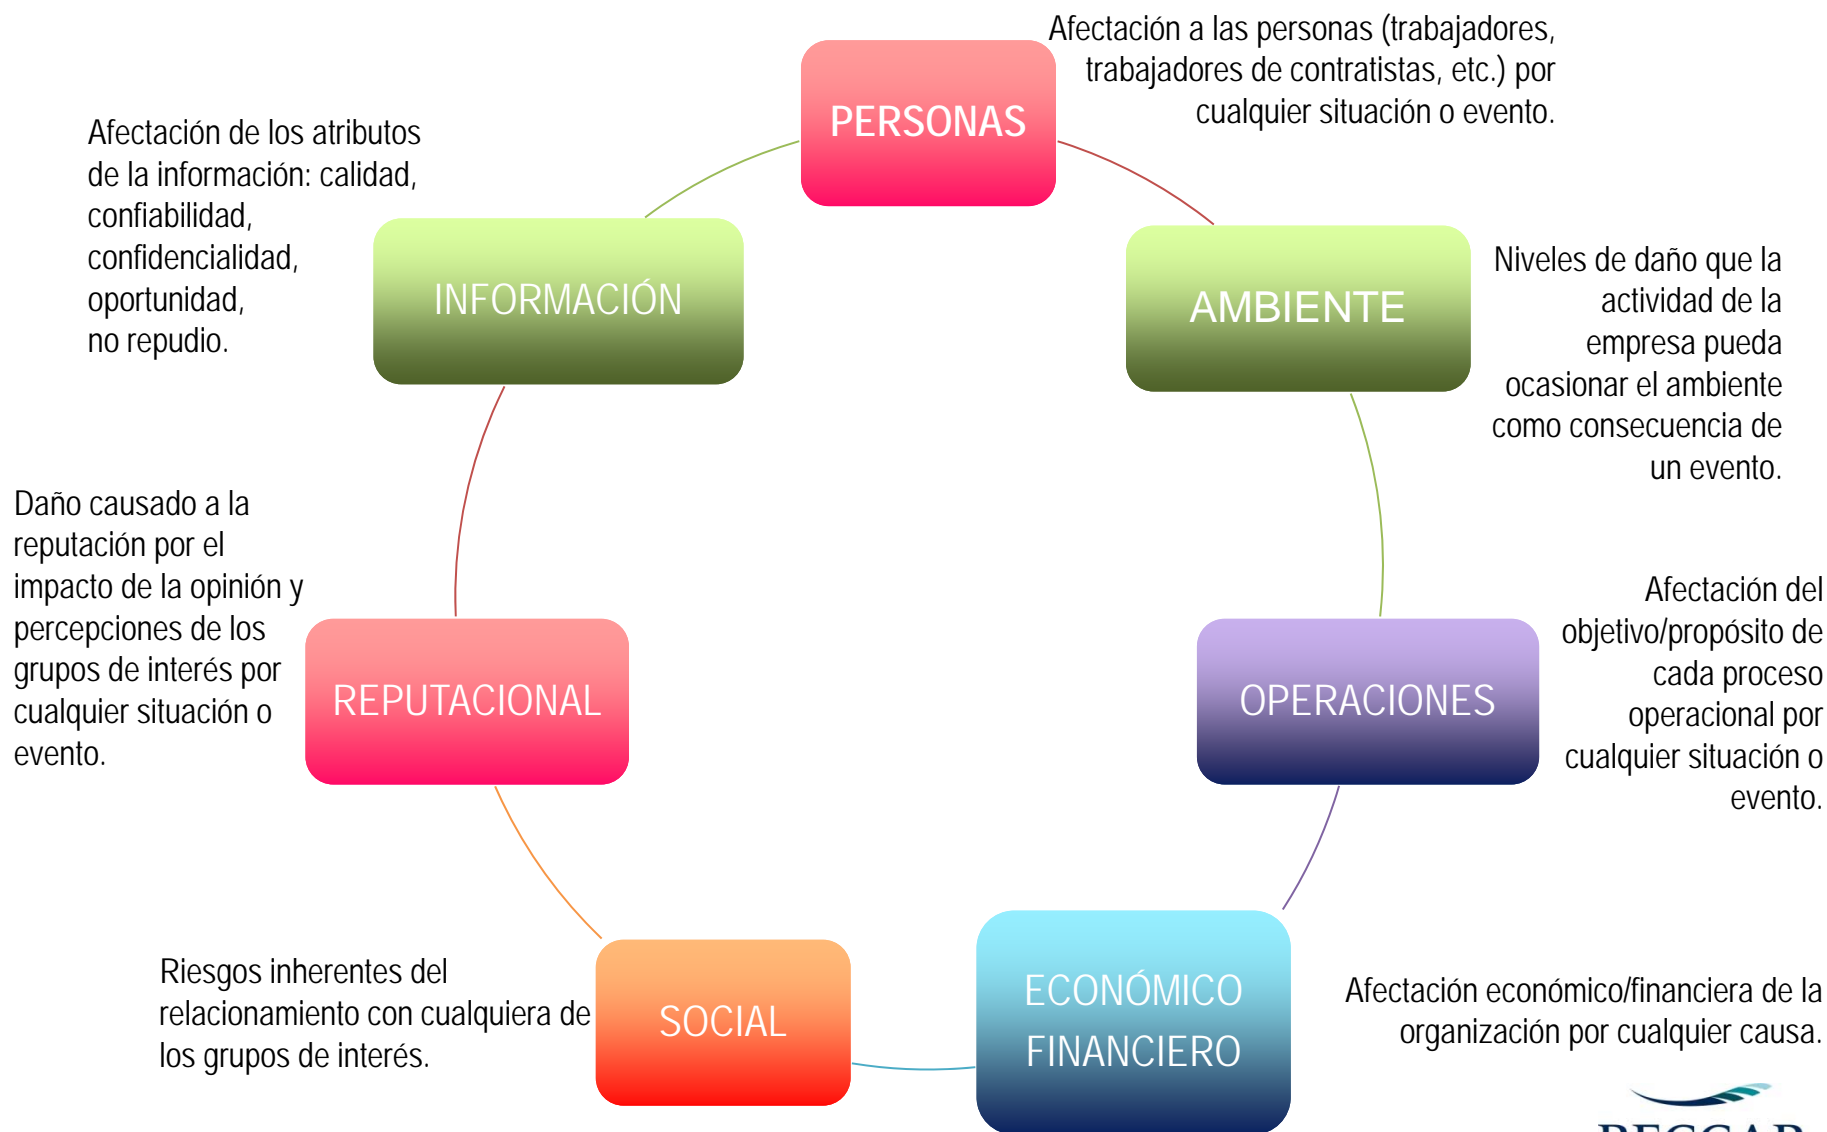 PERSONAS
Afectación a las personas (trabajadores,
trabajadores de contratistas, etc.) por
cualquier situación o evento.
AMBIENTE
Niveles de daño que la
actividad de la
empresa pueda
ocasionar el ambiente
como consecuencia de
un evento.
OPERACIONES
Afectación del
objetivo/propósito de
cada proceso
operacional por
cualquier situación o
evento.
ECONÓMICO
FINANCIERO
Afectación económico/financiera de la
organización por cualquier causa.
SOCIAL
Riesgos inherentes del
relacionamiento con cualquiera de
los grupos de interés.
REPUTACIONAL
Daño causado a la
reputación por el
impacto de la opinión y
percepciones de los
grupos de interés por
cualquier situación o
evento.
INFORMACIÓN
Afectación de los atributos
de la información: calidad,
confiabilidad,
confidencialidad,
oportunidad,
no repudio.